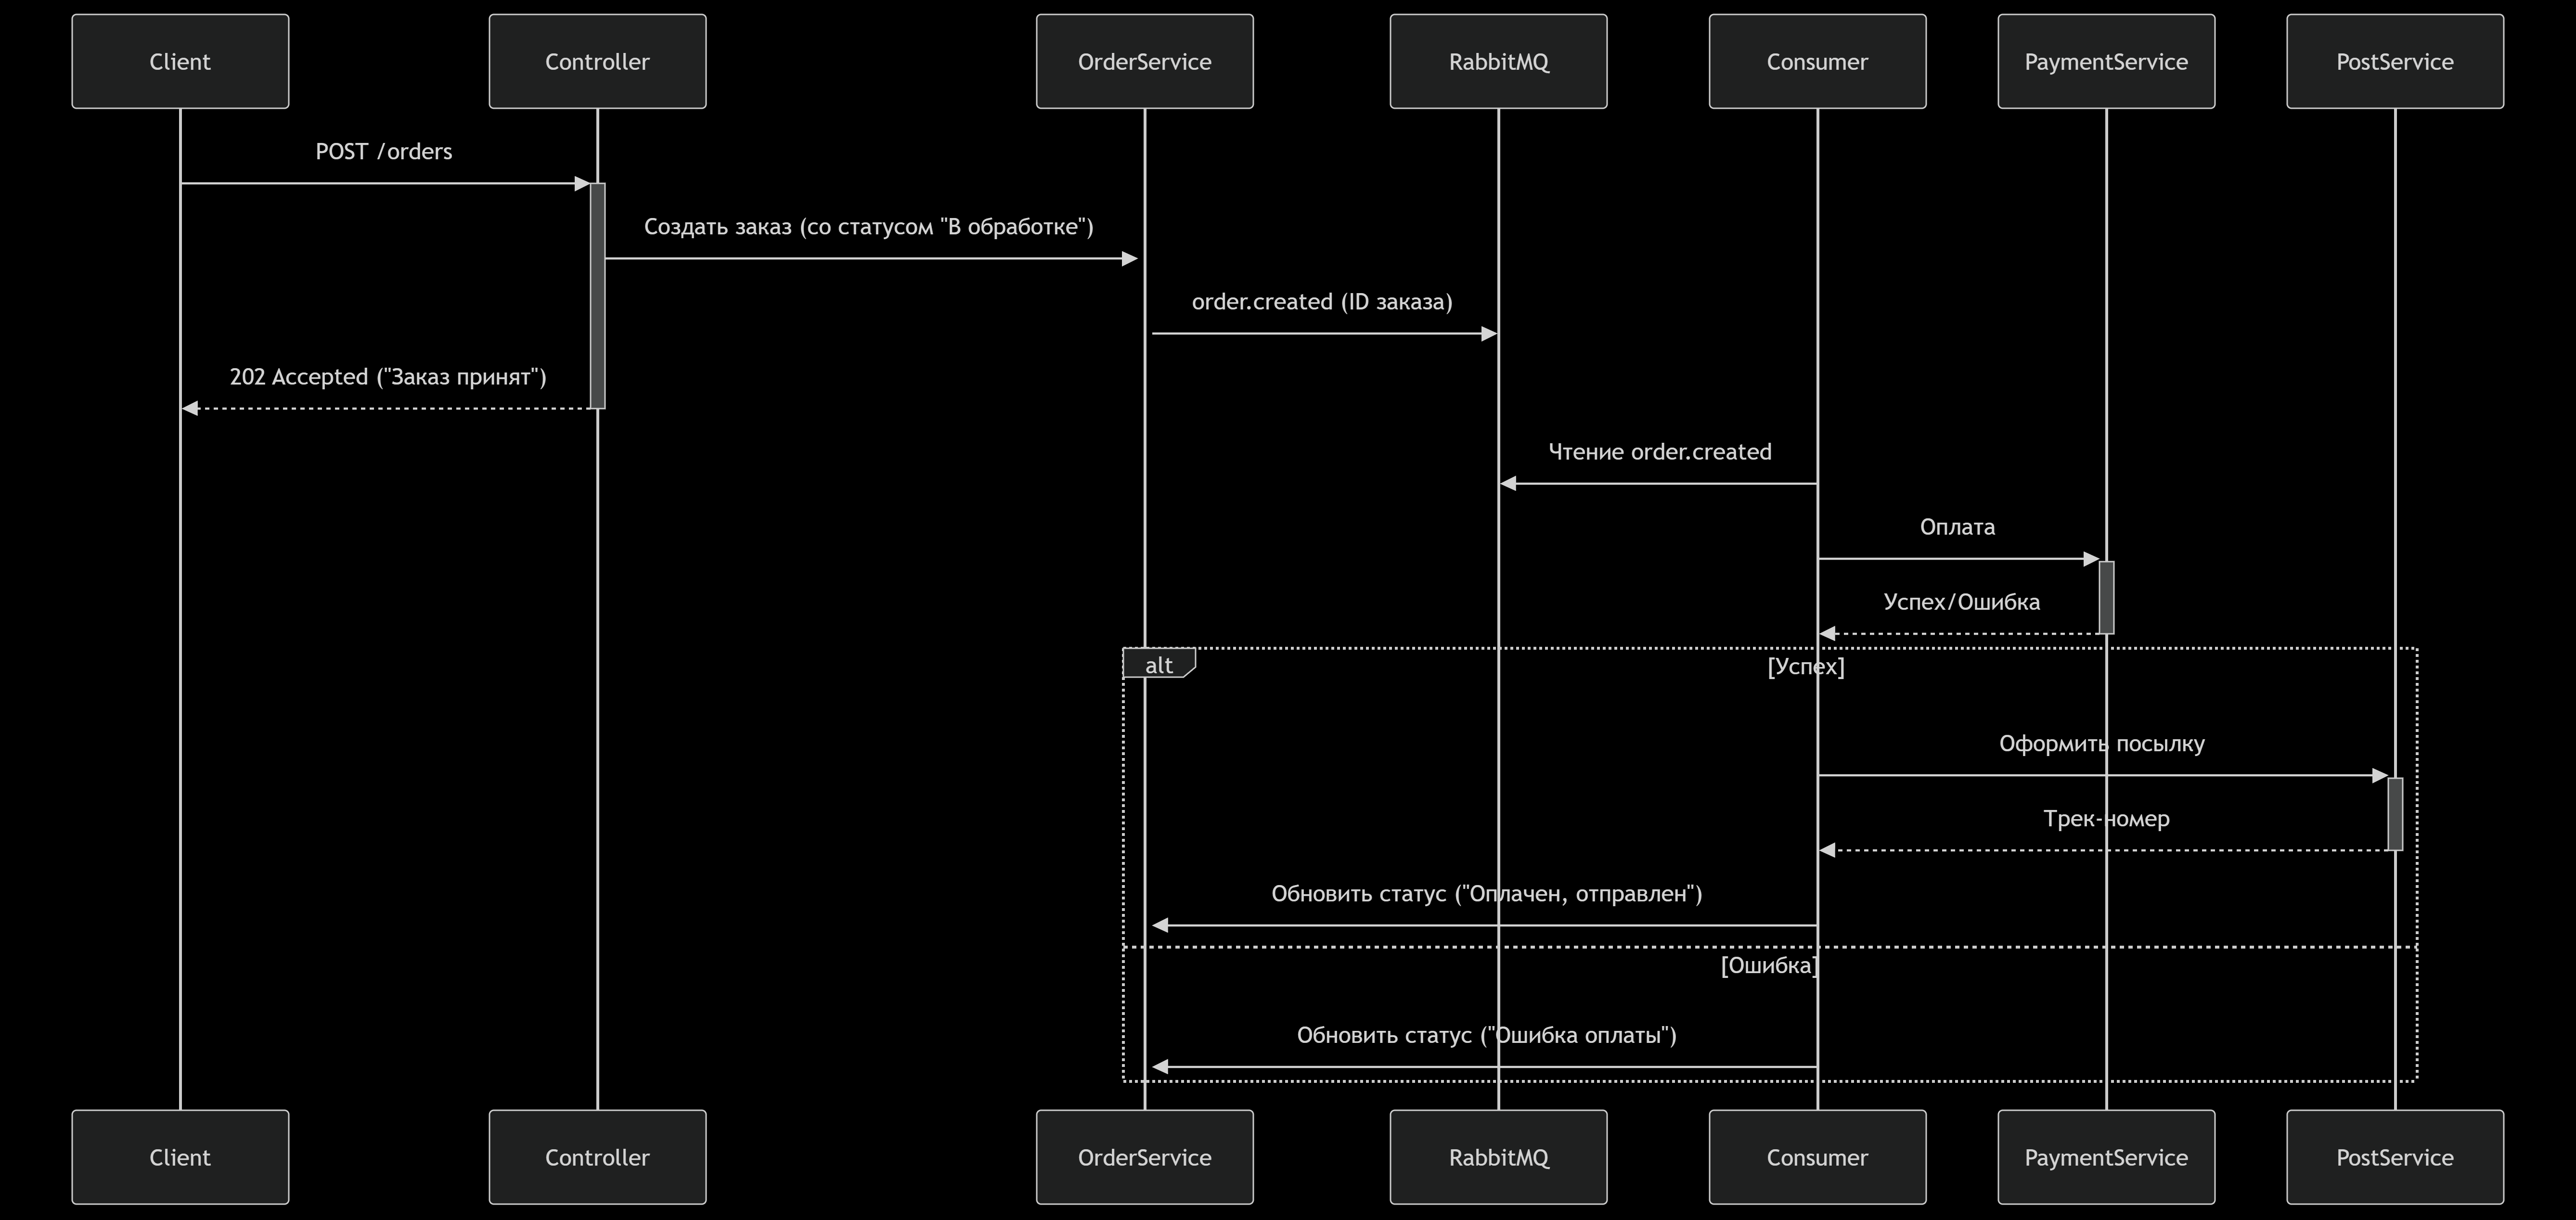 Client
Controller
OrderService
RabbitMQ
Consumer
PaymentService
PostService
POST /orders
Создать заказ (со статусом "В обработке")
order.created (ID заказа)
202 Accepted ("Заказ принят")
Чтение order.created
Оплата
Успех/Ошибка
alt
[Успех]
Оформить посылку
Трек-номер
Обновить статус ("Оплачен, отправлен")
[Ошибка]
Обновить статус ("Ошибка оплаты")
Client
Controller
OrderService
RabbitMQ
Consumer
PaymentService
PostService